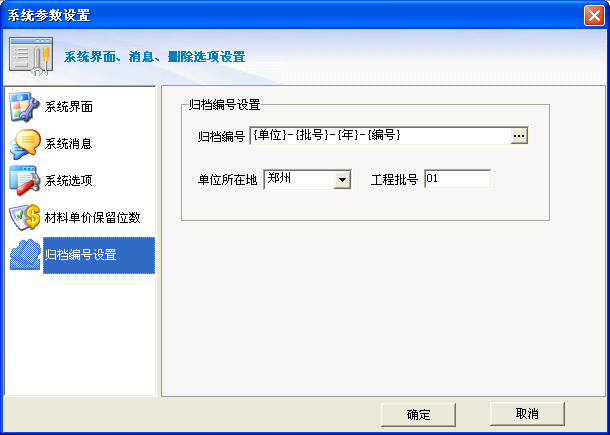 系统参数设置
系统界面、消息、删除选项设置
系统界面
系统消息
系统选项
材料单价保留位数
归档编号设置
归档编号设置
归档编号 {单位}-{批号}-{年}-{编号} ...
单位所在地 郑州 工程批号 01
确定 取消